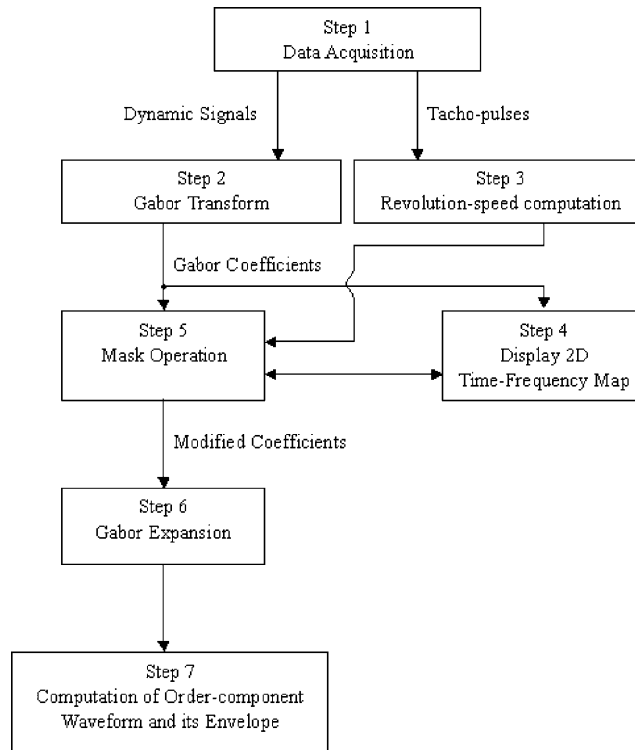 Step 1
Data Acquisition
Dynamic Signals
Tacho-pulses
Step 2
Gabor Transform
Step 3
Revolution-speed computation
Gabor Coefficients
Step 5
Mask Operation
Step 4
Display 2D
Time-Frequency Map
Modified Coefficients
Step 6
Gabor Expansion
Step 7
Computation of Order-component
Waveform and its Envelope